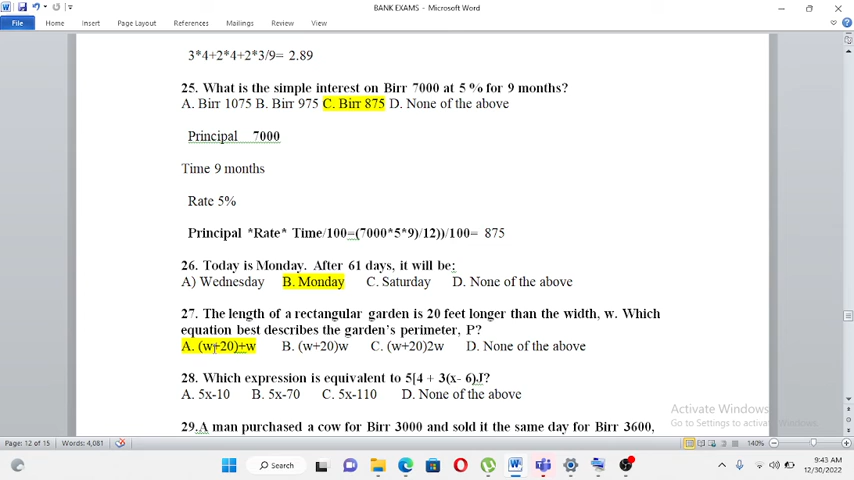 BANK EXAMS - Microsoft Word
File Home Insert Page Layout References Mailings Review View
3*4+2*4+2*3/9= 2.89
25. What is the simple interest on Birr 7000 at 5 % for 9 months?
A. Birr 1075 B. Birr 975 C. Birr 875 D. None of the above
Principal 7000
Time 9 months
Rate 5%
Principal *Rate* Time/100=(7000*5*9)/12))/100= 875
26. Today is Monday. After 61 days, it will be:
A) Wednesday B. Monday C. Saturday D. None of the above
27. The length of a rectangular garden is 20 feet longer than the width, w. Which
equation best describes the garden's perimeter, P?
A. (w+20)+w B. (w+20)w C. (w+20)2w D. None of the above
28. Which expression is equivalent to 5[4 + 3(x- 6)J?
A. 5x-10 B. 5x-70 C. 5x-110 D. None of the above
29.A man purchased a cow for Birr 3000 and sold it the same day for Birr 3600,
Activate Windows
Go to Settings to activate Windows.
Page: 12 of 15 Words: 4,081 140%
Search
9:43 AM
12/30/2022